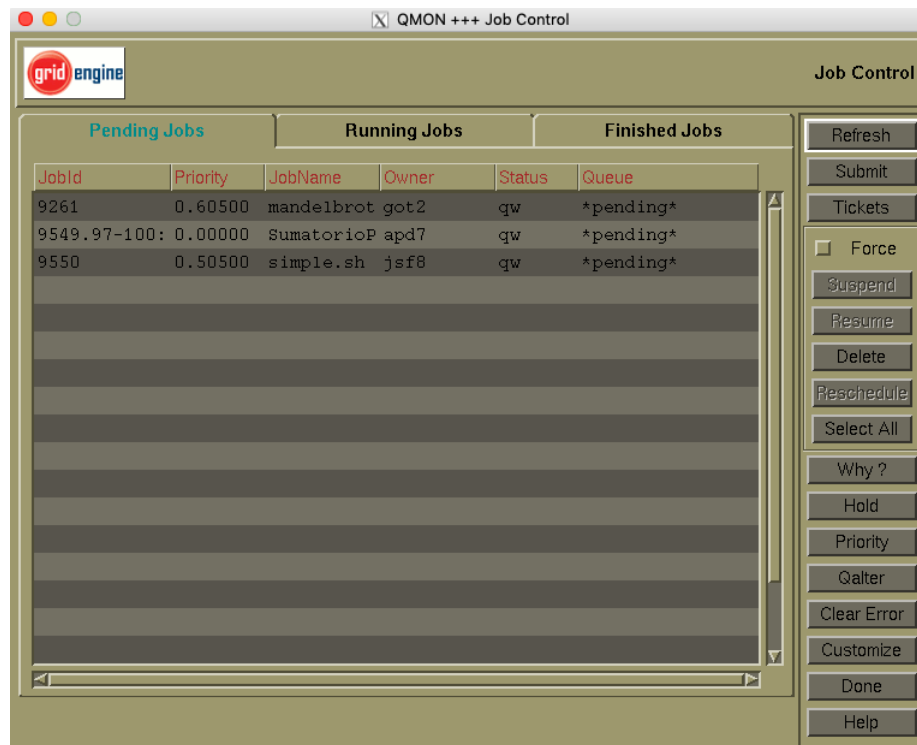 QMON +++ Job Control
grid engine
Job Control
Pending Jobs Running Jobs Finished Jobs
JobId Priority JobName Owner Status Queue
9261 0.60500 mandelbrot got2 qw *pending*
9549.97-100: 0.00000 SumatorioP apd7 qw *pending*
9550 0.50500 simple.sh jsf8 qw *pending*
Refresh
Submit
Tickets
Force
Suspend
Resume
Delete
Reschedule
Select All
Why ?
Hold
Priority
Qalter
Clear Error
Customize
Done
Help